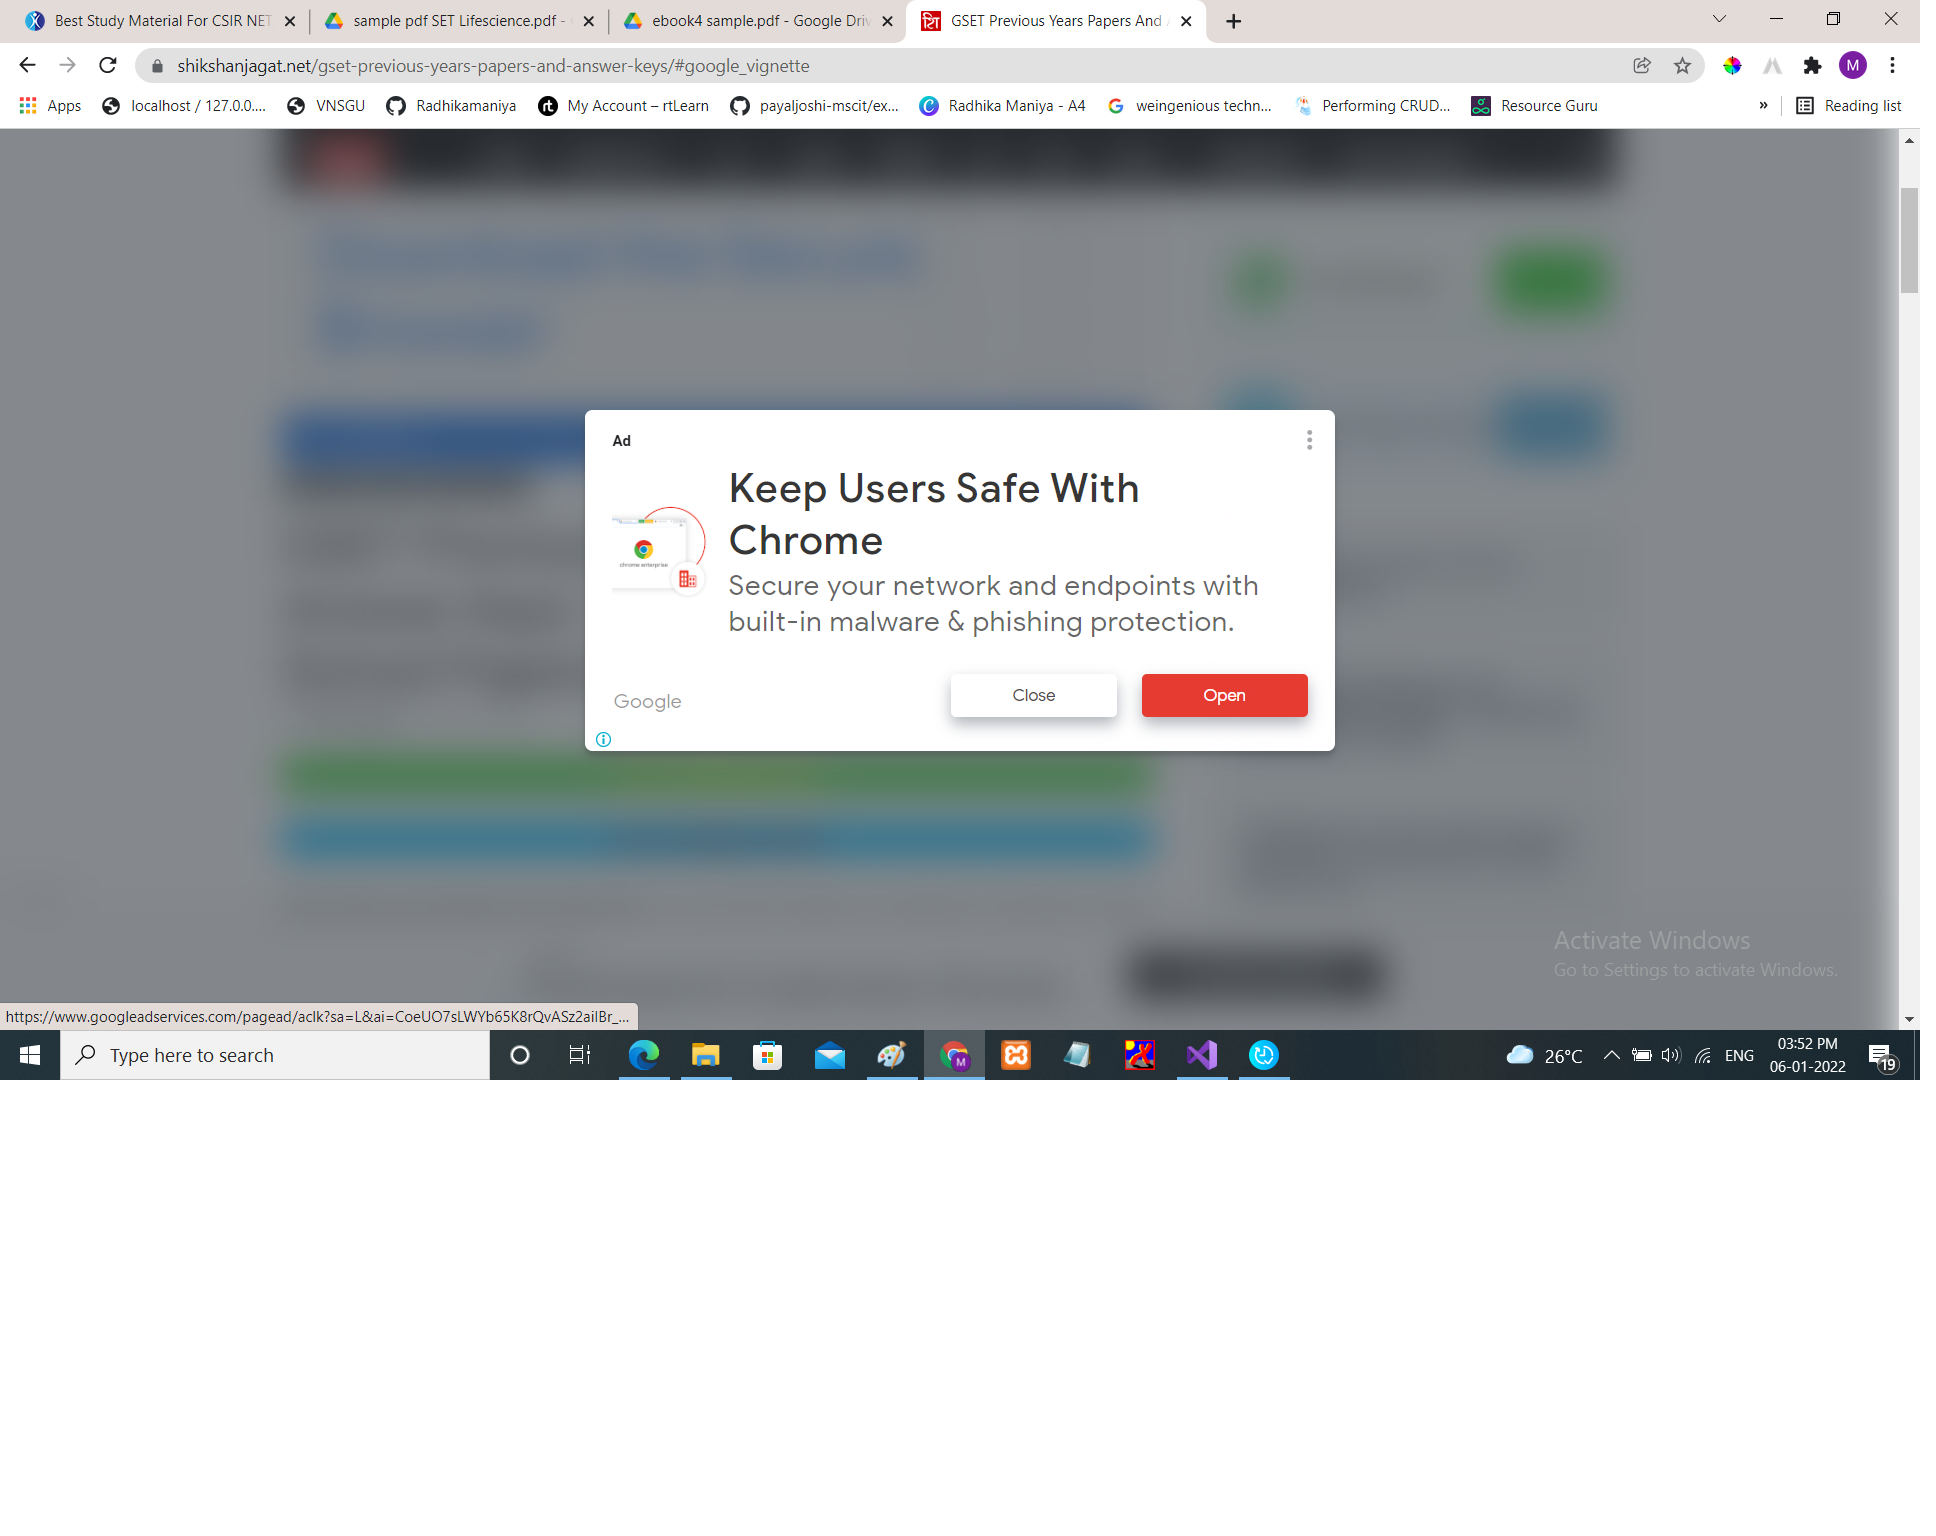 Best Study Material For CSIR NET
sample pdf SET Lifescience.pdf -
ebook4 sample.pdf - Google Driv
GSET Previous Years Papers And
shikshanjagat.net/gset-previous-years-papers-and-answer-keys/#google_vignette
M
Apps
localhost / 127.0.0....
VNSGU
Radhikamaniya
rt
My Account – rtLearn
payaljoshi-mscit/ex...
Radhika Maniya - A4
weingenious techn...
Performing CRUD...
Resource Guru
»
Reading list
Ad
Keep Users Safe With
Chrome
chrome enterprise
Secure your network and endpoints with
built-in malware & phishing protection.
Google
Close
Open
Activate Windows
Go to Settings to activate Windows.
https://www.googleadservices.com/pagead/aclk?sa=L&ai=CoeUO7sLWYb65K8rQvASz2ailBr_...
Type here to search
M
26°C
ENG
03:52 PM
06-01-2022
19